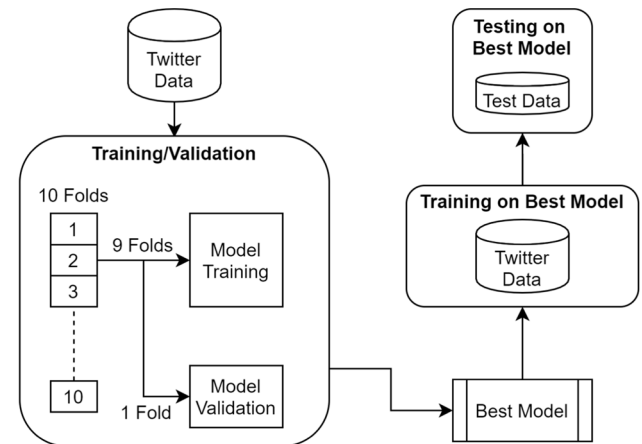 Twitter
Data
Training/Validation
10 Folds
1
2
3
10
9 Folds
1 Fold
Model
Training
Model
Validation
Best Model
Training on Best Model
Twitter
Data
Testing on
Best Model
Test Data